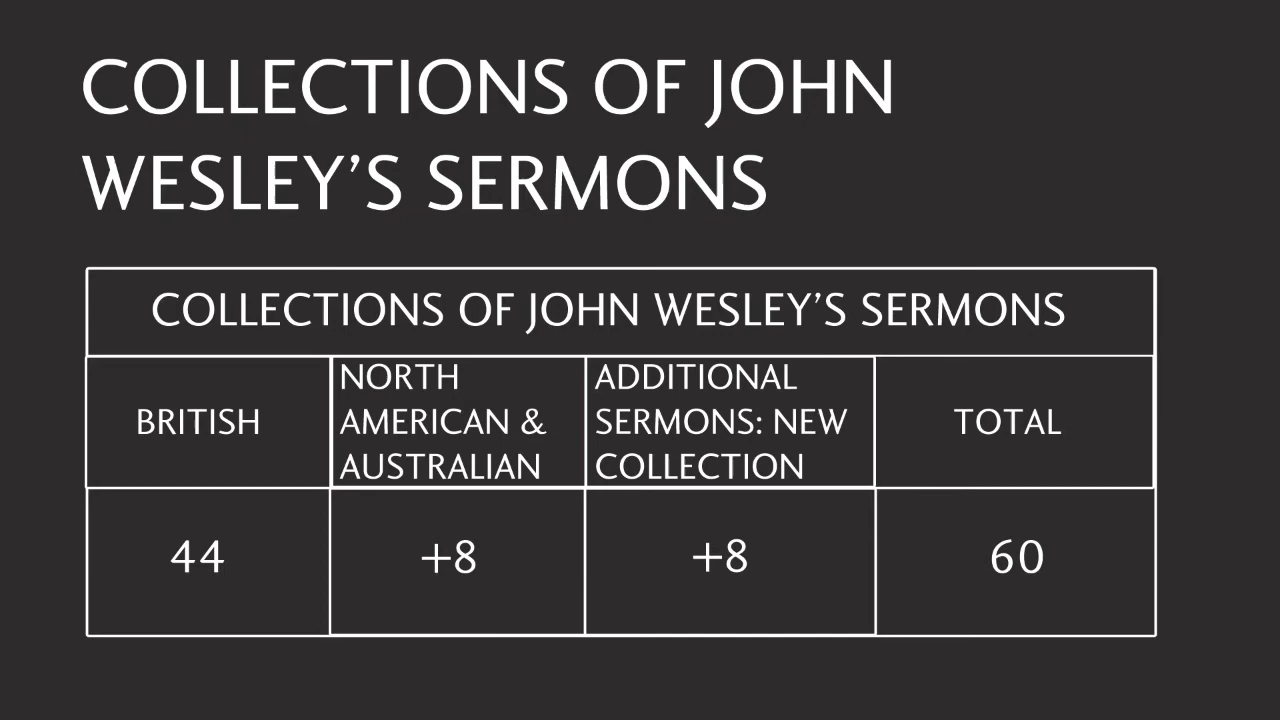 COLLECTIONS OF JOHN
WESLEY’S SERMONS
COLLECTIONS OF JOHN WESLEY’S SERMONS
BRITISH
NORTH
AMERICAN &
AUSTRALIAN
ADDITIONAL
SERMONS: NEW
COLLECTION
TOTAL
44
+8
+8
60